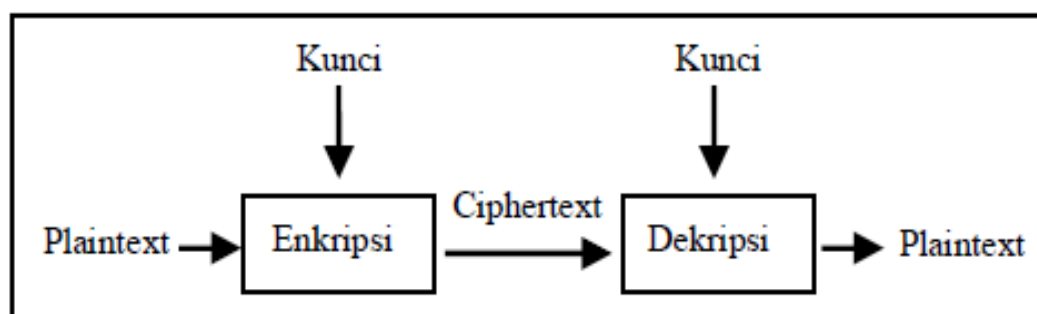 Kunci
Kunci
Plaintext
Enkripsi
Ciphertext
Dekripsi
Plaintext